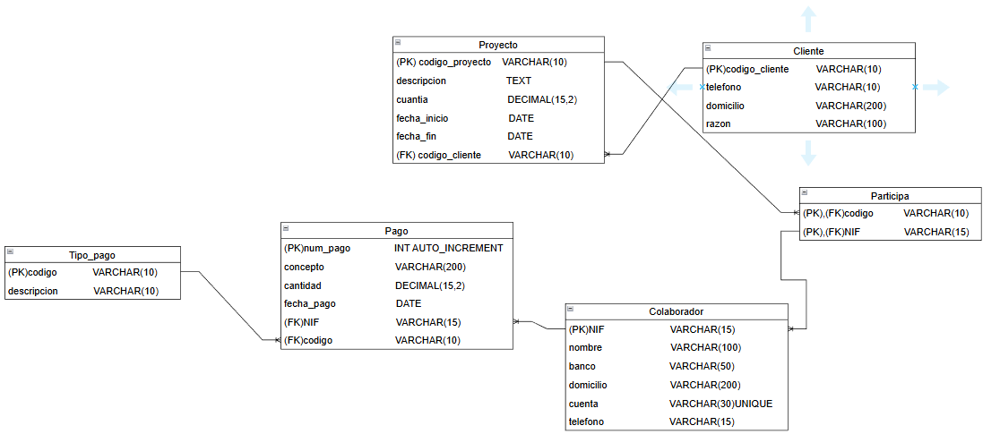 Proyecto
(PK) codigo_proyecto VARCHAR(10)
descripcion TEXT
cuantia DECIMAL(15,2)
fecha_inicio DATE
fecha_fin DATE
(FK) codigo_cliente VARCHAR(10)
Cliente
(PK)codigo_cliente VARCHAR(10)
telefono VARCHAR(10)
domicilio VARCHAR(200)
razon VARCHAR(100)
Participa
(PK),(FK)codigo VARCHAR(10)
(PK),(FK)NIF VARCHAR(15)
Pago
(PK)num_pago INT AUTO_INCREMENT
concepto VARCHAR(200)
cantidad DECIMAL(15,2)
fecha_pago DATE
(FK)NIF VARCHAR(15)
(FK)codigo VARCHAR(10)
Tipo_pago
(PK)codigo VARCHAR(10)
descripcion VARCHAR(10)
Colaborador
(PK)NIF VARCHAR(15)
nombre VARCHAR(100)
banco VARCHAR(50)
domicilio VARCHAR(200)
cuenta VARCHAR(30)UNIQUE
telefono VARCHAR(15)